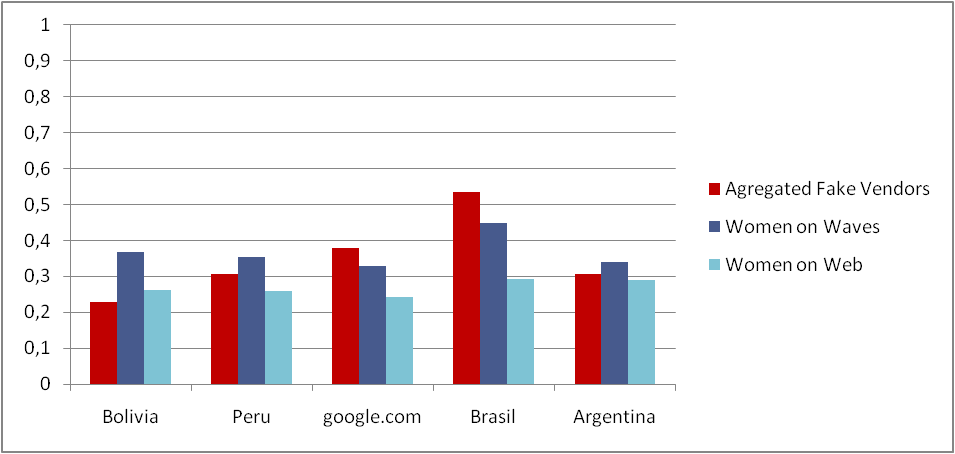 1
0,9
0,8
0,7
0,6
0,5
0,4
0,3
0,2
0,1
0
Bolivia Peru google.com Brasil Argentina
Agregated Fake Vendors
Women on Waves
Women on Web